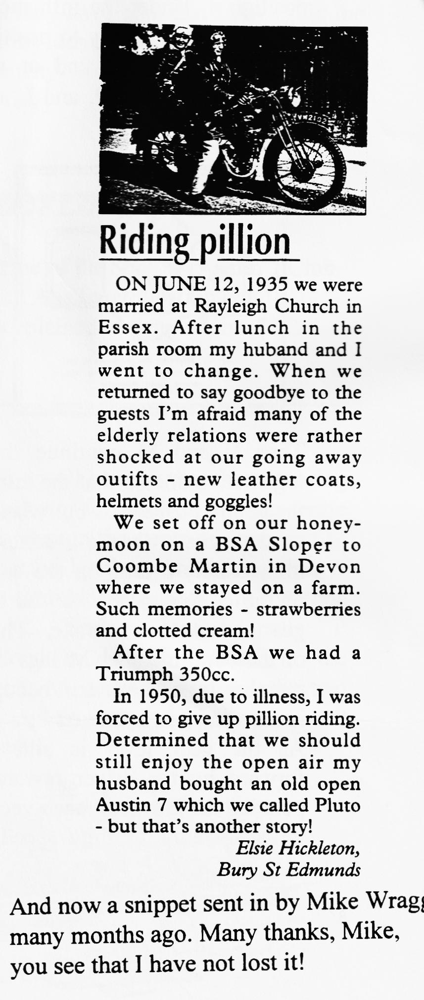 VW2102
Riding pillion
ON JUNE 12, 1935 we were
married at Rayleigh Church in
Essex. After lunch in the
parish room my huband and I
went to change. When we
returned to say goodbye to the
guests I'm afraid many of the
elderly relations were rather
shocked at our going away
outifts - new leather coats,
helmets and goggles!
We set off on our honey-
moon on a BSA Sloper to
Coombe Martin in Devon
where we stayed on a farm.
Such memories - strawberries
and clotted cream!
After the BSA we had a
Triumph 350cc.
In 1950, due to illness, I was
forced to give up pillion riding.
Determined that we should
still enjoy the open air my
husband bought an old open
Austin 7 which we called Pluto
- but that's another story!
Elsie Hickleton,
Bury St Edmunds
And now a snippet sent in by Mike Wragg
many months ago. Many thanks, Mike,
you see that I have not lost it!